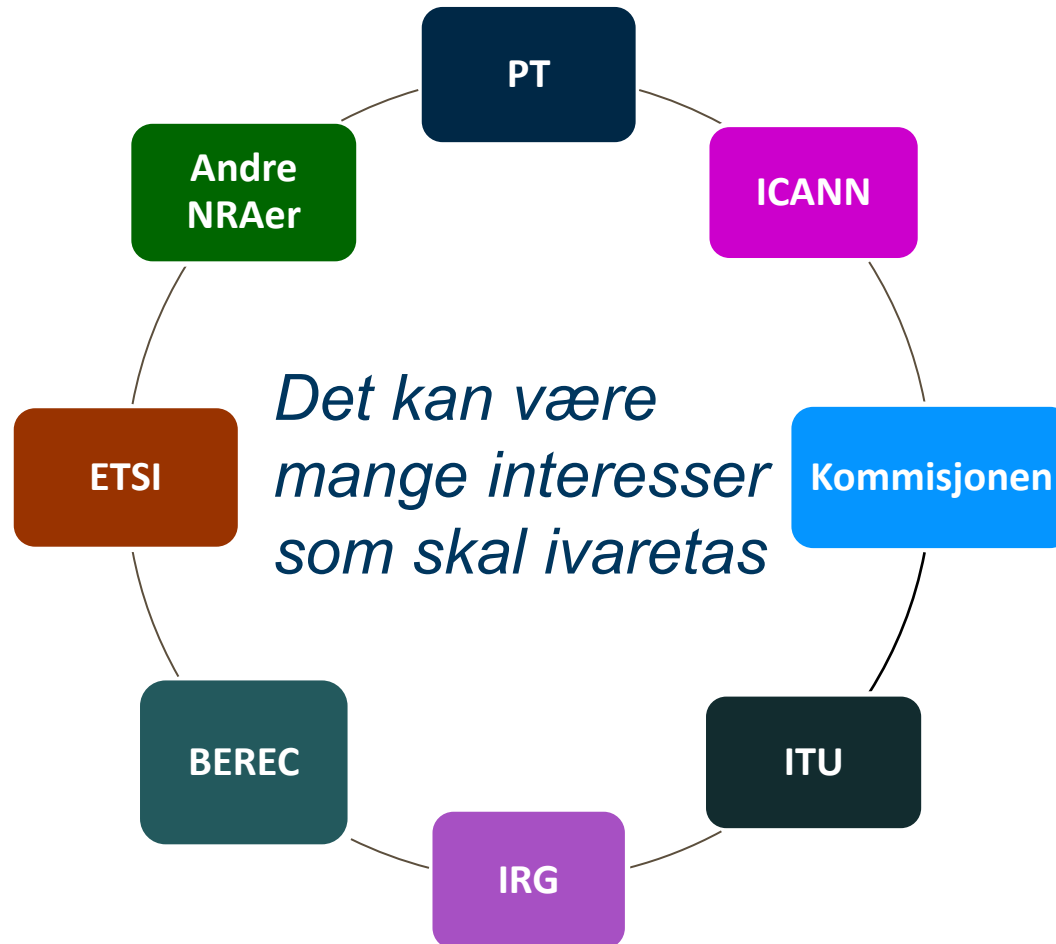 PT
Andre
NRAer
ICANN
Det kan være
mange interesser
som skal ivaretas
ETSI
Kommisjonen
BEREC
ITU
IRG